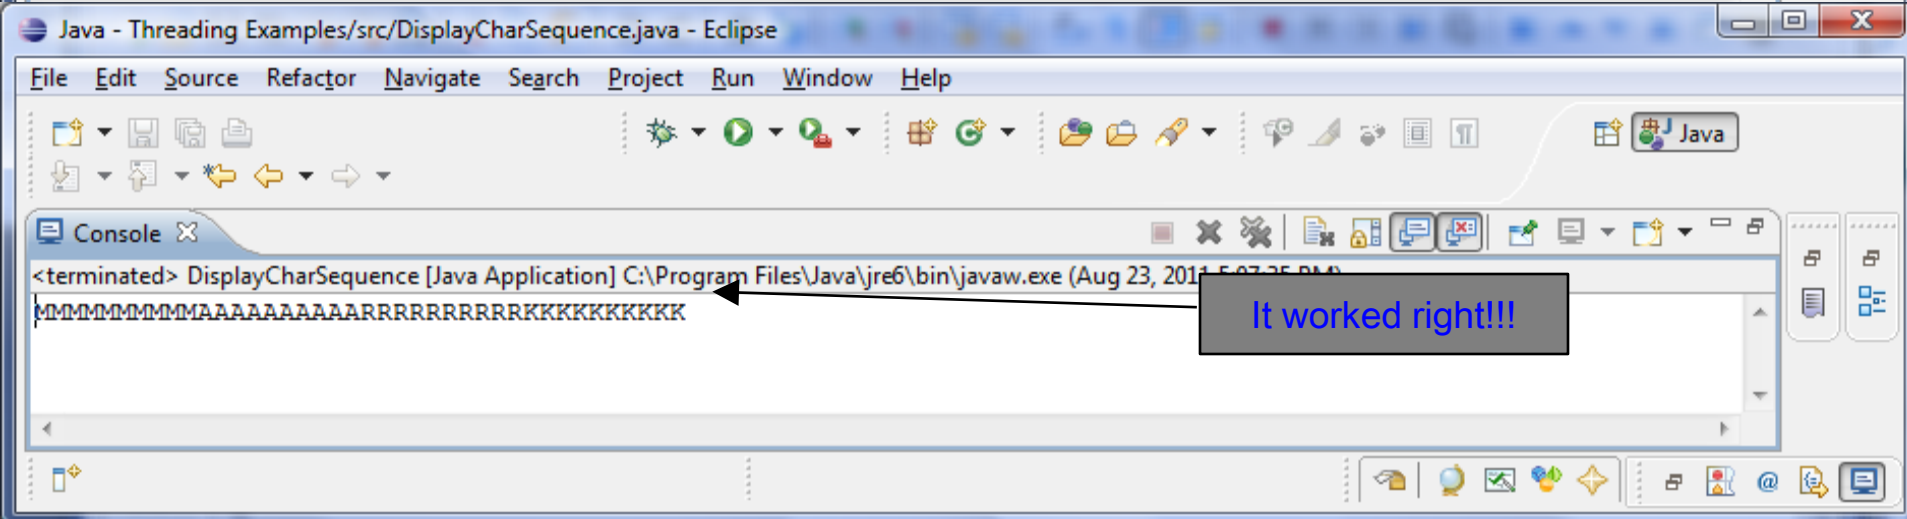 Java - Threading Examples/src/DisplayCharSequence.java - Eclipse
File Edit Source Refactor Navigate Search Project Run Window Help
Java
Console
<terminated> DisplayCharSequence [Java Application] C:\Program Files\Java\jre6\bin\javaw.exe (Aug 23, 2011
MMMMMMMMMMAAAAAAAAAARRRRRRRRRRKKKKKKKKKK
It worked right!!!